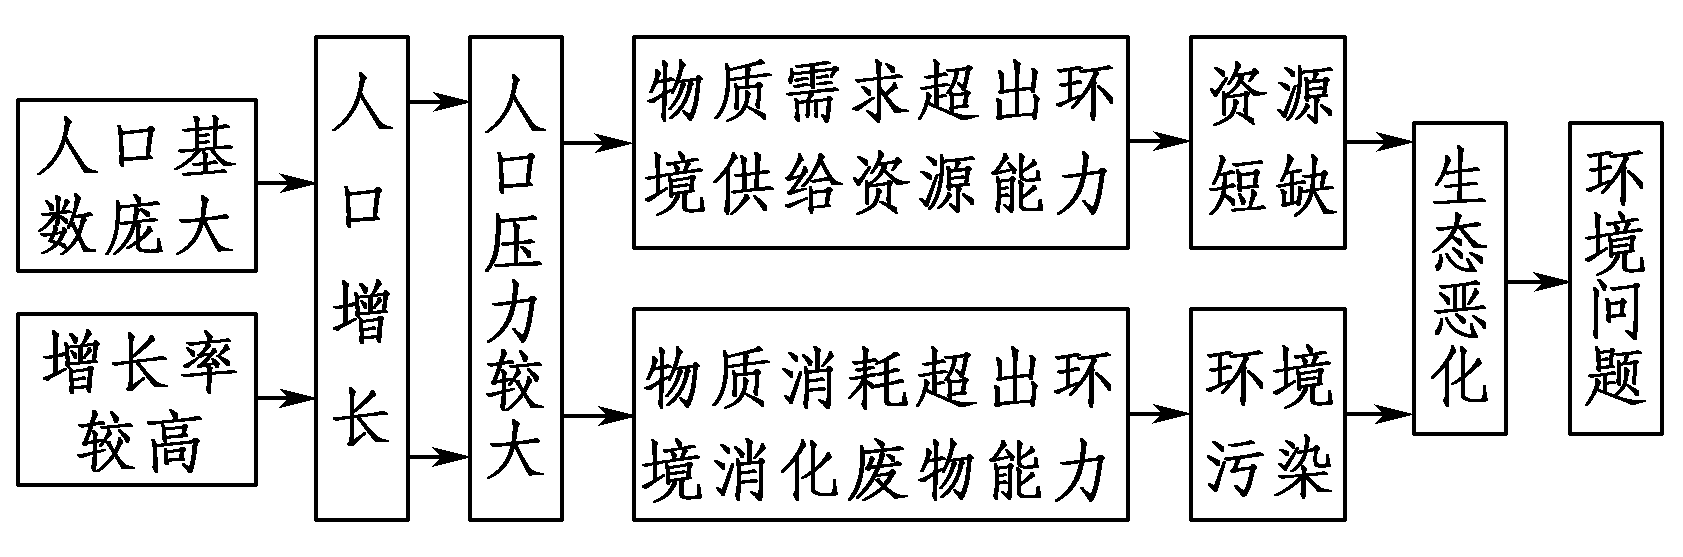 人口基
数庞大
增长率
较高
人口增长
人口压力较大
物质需求超出环
境供给资源能力
物质消耗超出环
境消化废物能力
资源
短缺
环境
污染
生态恶化
环境问题